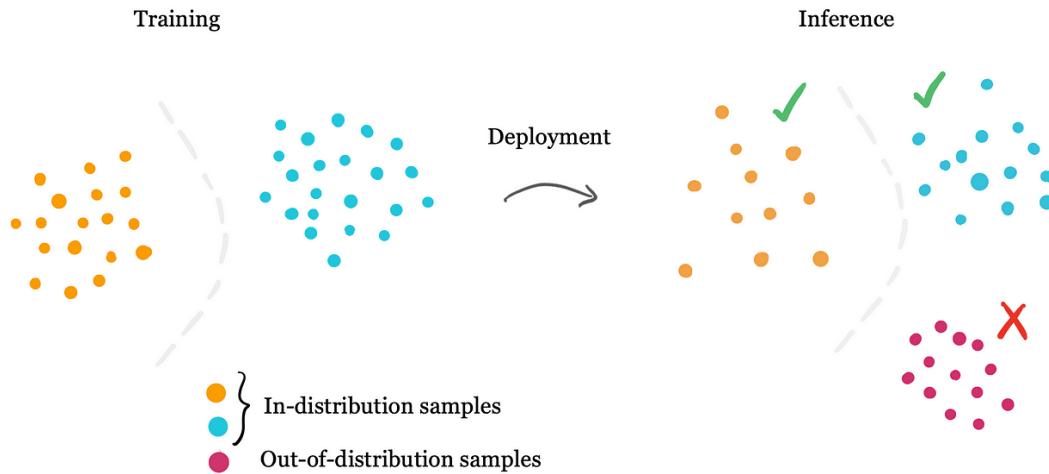 Training
Inference
Deployment
In-distribution samples
Out-of-distribution samples